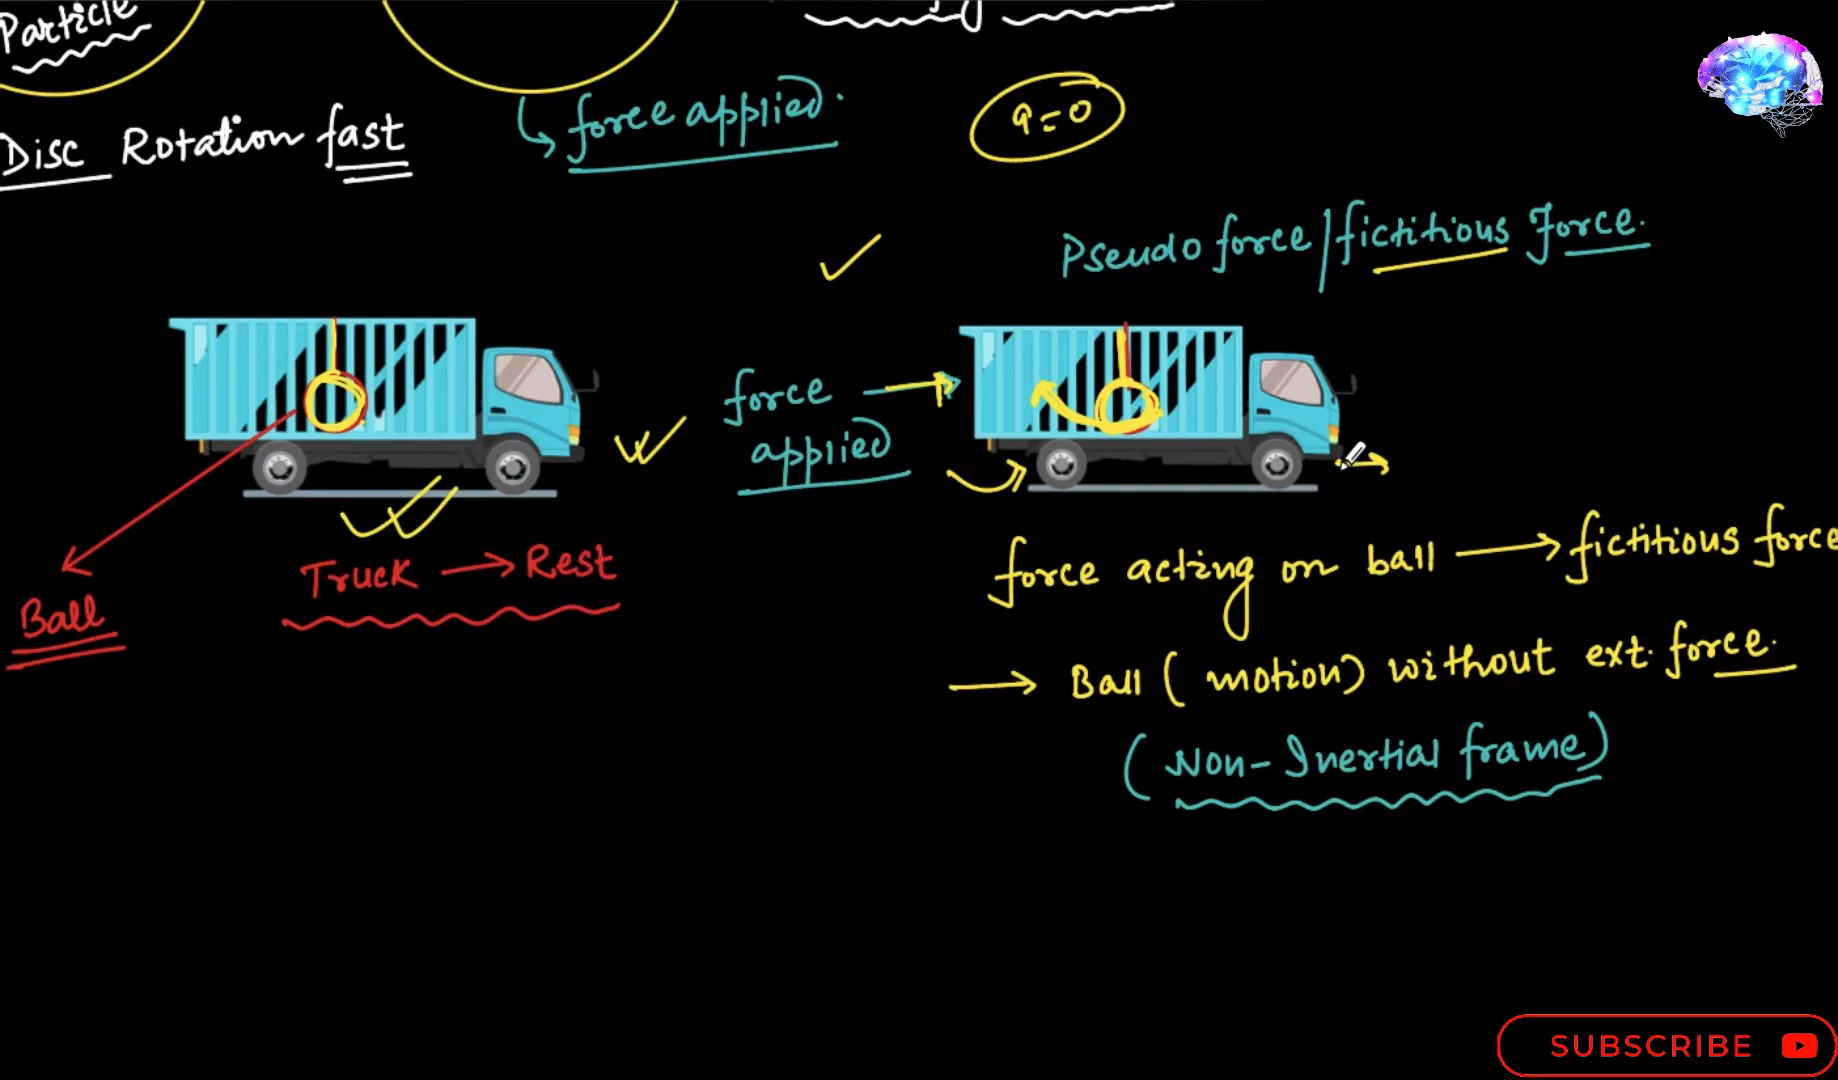 Particle
Disc Rotation fast
force applied.
a=0
Pseudo force/fictitious force.
force applied
Truck → Rest
Ball
force acting on ball → fictitious force
→ Ball (motion) without ext. force.
(Non-Inertial frame)
SUBSCRIBE